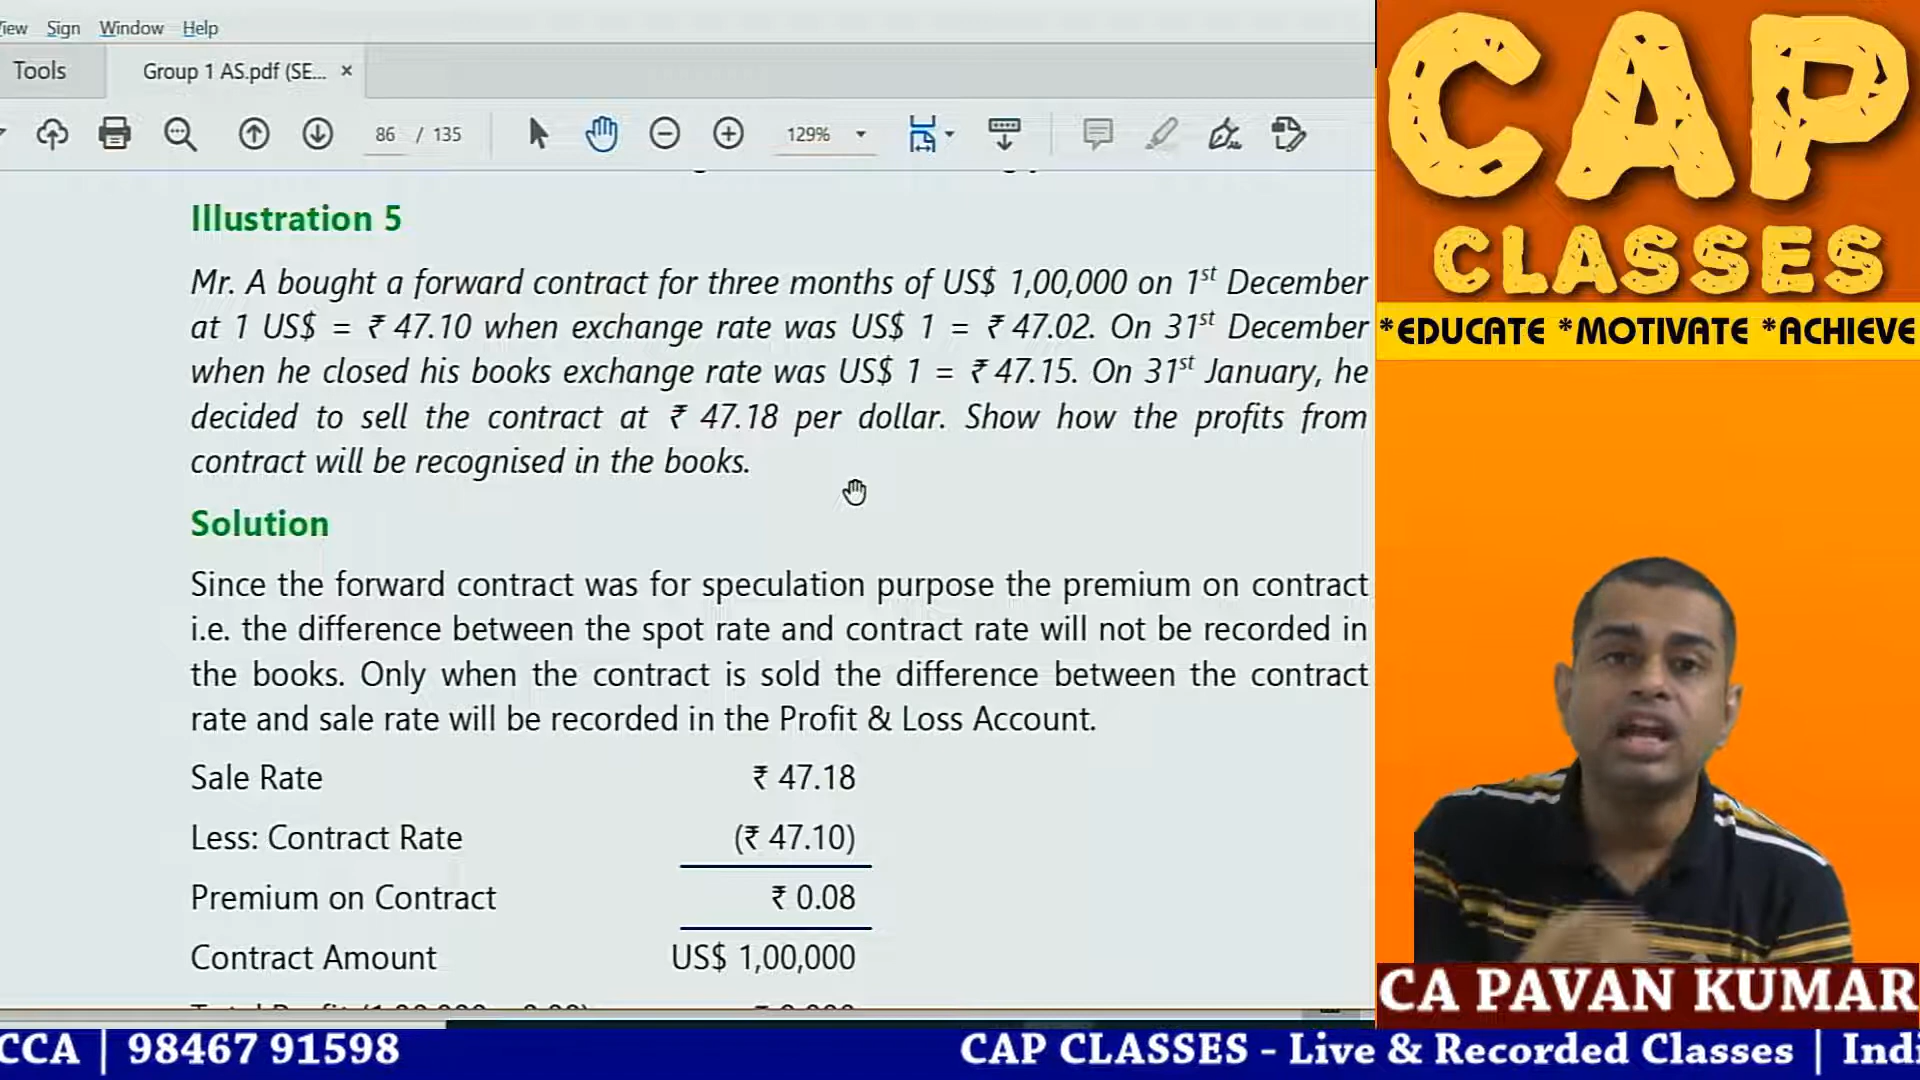 View Sign Window Help
Tools
Group 1 AS.pdf (SE... ×
86 / 135
129%
Illustration 5
Mr. A bought a forward contract for three months of US$ 1,00,000 on 1st December
at 1 US$ = ₹ 47.10 when exchange rate was US$ 1 = ₹ 47.02. On 31st December
when he closed his books exchange rate was US$ 1 = ₹ 47.15. On 31st January, he
decided to sell the contract at ₹ 47.18 per dollar. Show how the profits from
contract will be recognised in the books.
Solution
Since the forward contract was for speculation purpose the premium on contract
i.e. the difference between the spot rate and contract rate will not be recorded in
the books. Only when the contract is sold the difference between the contract
rate and sale rate will be recorded in the Profit & Loss Account.
Sale Rate ₹ 47.18
Less: Contract Rate (₹ 47.10)
Premium on Contract ₹ 0.08
Contract Amount US$ 1,00,000
CAP
CLASSES
*EDUCATE *MOTIVATE *ACHIEVE
CA PAVAN KUMAR
CCA | 98467 91598
CAP CLASSES - Live & Recorded Classes | Indi